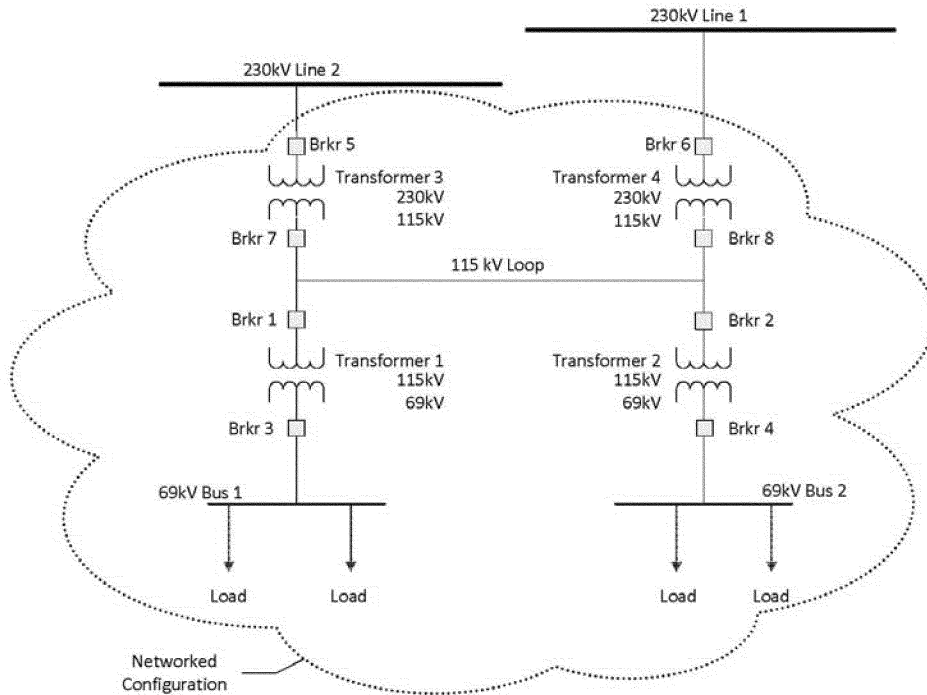 230kV Line 1
230kV Line 2
Brkr 5
Brkr 6
Transformer 3
230kV
115kV
Transformer 4
230kV
115kV
Brkr 7
Brkr 8
115 kV Loop
Brkr 1
Brkr 2
Transformer 1
115kV
69kV
Transformer 2
115kV
69kV
Brkr 3
Brkr 4
69kV Bus 1
69kV Bus 2
Load
Load
Load
Load
Networked
Configuration